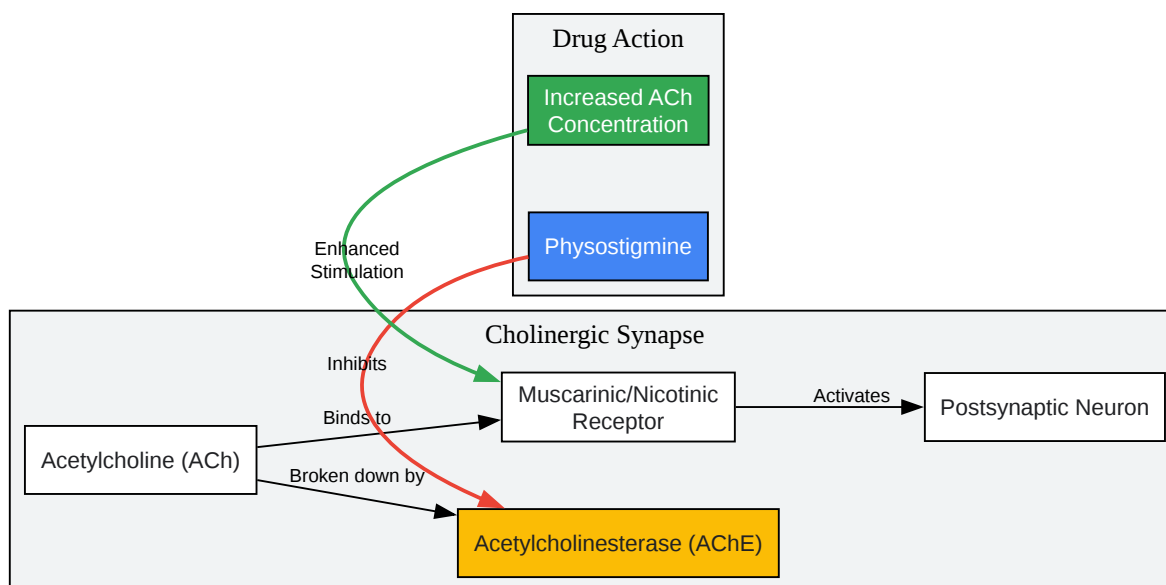 Drug Action
Increased ACh
Concentration
Physostigmine
Enhanced
Stimulation
Cholinergic Synapse
Inhibits
Muscarinic/Nicotinic
Receptor
Activates
Postsynaptic Neuron
Binds to
Acetylcholine (ACh)
Broken down by
Acetylcholinesterase (AChE)